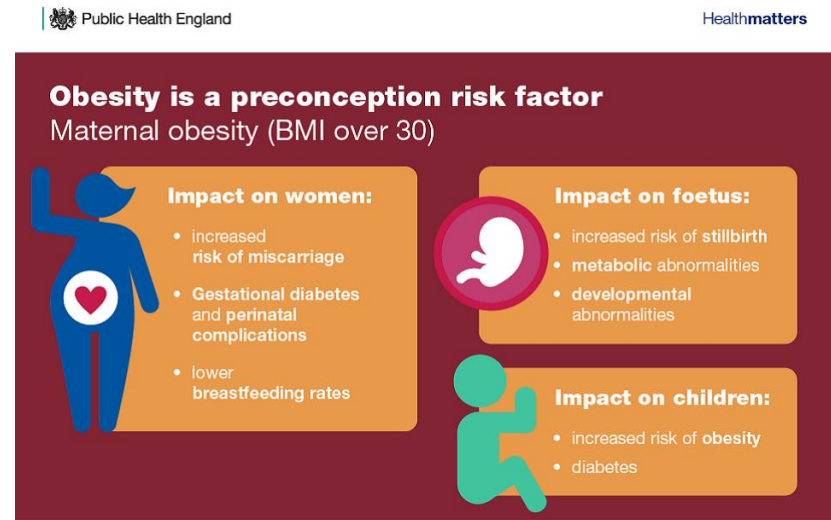 Public Health England
Healthmatters
Obesity is a preconception risk factor
Maternal obesity (BMI over 30)
Impact on women:
• increased
risk of miscarriage
• Gestational diabetes
and perinatal
complications
• lower
breastfeeding rates
Impact on foetus:
• increased risk of stillbirth
• metabolic abnormalities
• developmental
abnormalities
Impact on children:
• increased risk of obesity
• diabetes